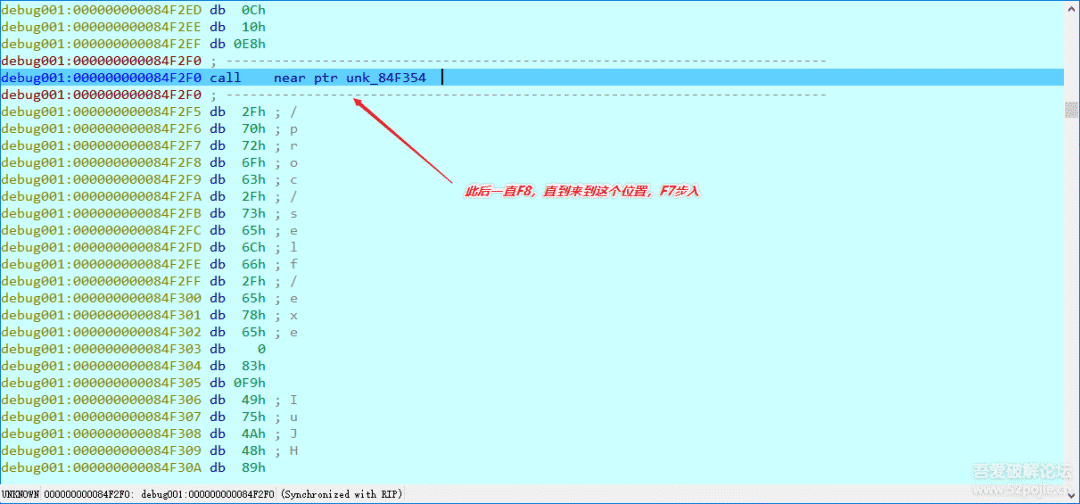 debug001:000000000084F2ED db 0Ch
debug001:000000000084F2EE db 10h
debug001:000000000084F2EF db 0E8h
debug001:000000000084F2F0 ; ---------------------------------------------------------------------------
debug001:000000000084F2F0 call near ptr unk_84F354
debug001:000000000084F2F0 ; ---------------------------------------------------------------------------
debug001:000000000084F2F5 db 2Fh ; /
debug001:000000000084F2F6 db 70h ; p
debug001:000000000084F2F7 db 72h ; r
debug001:000000000084F2F8 db 6Fh ; o
debug001:000000000084F2F9 db 63h ; c
debug001:000000000084F2FA db 2Fh ; /
此后一直F8，直到来到这个位置，F7步入
debug001:000000000084F2FB db 73h ; s
debug001:000000000084F2FC db 65h ; e
debug001:000000000084F2FD db 6Ch ; l
debug001:000000000084F2FE db 66h ; f
debug001:000000000084F2FF db 2Fh ; /
debug001:000000000084F300 db 65h ; e
debug001:000000000084F301 db 78h ; x
debug001:000000000084F302 db 65h ; e
debug001:000000000084F303 db 0
debug001:000000000084F304 db 83h
debug001:000000000084F305 db 0F9h
debug001:000000000084F306 db 49h ; I
debug001:000000000084F307 db 75h ; u
debug001:000000000084F308 db 4Ah ; J
debug001:000000000084F309 db 48h ; H
debug001:000000000084F30A db 89h
吾爱破解论坛
www.52pojie.cn
UNKNOWN 000000000084F2F0: debug001:000000000084F2F0 (Synchronized with RIP)